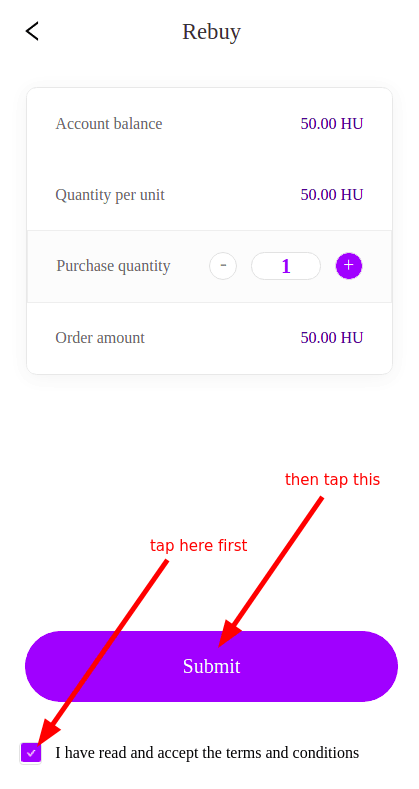 Rebuy
Account balance 50.00 HU
Quantity per unit 50.00 HU
Purchase quantity - 1 +
Order amount 50.00 HU
then tap this
tap here first
Submit
I have read and accept the terms and conditions